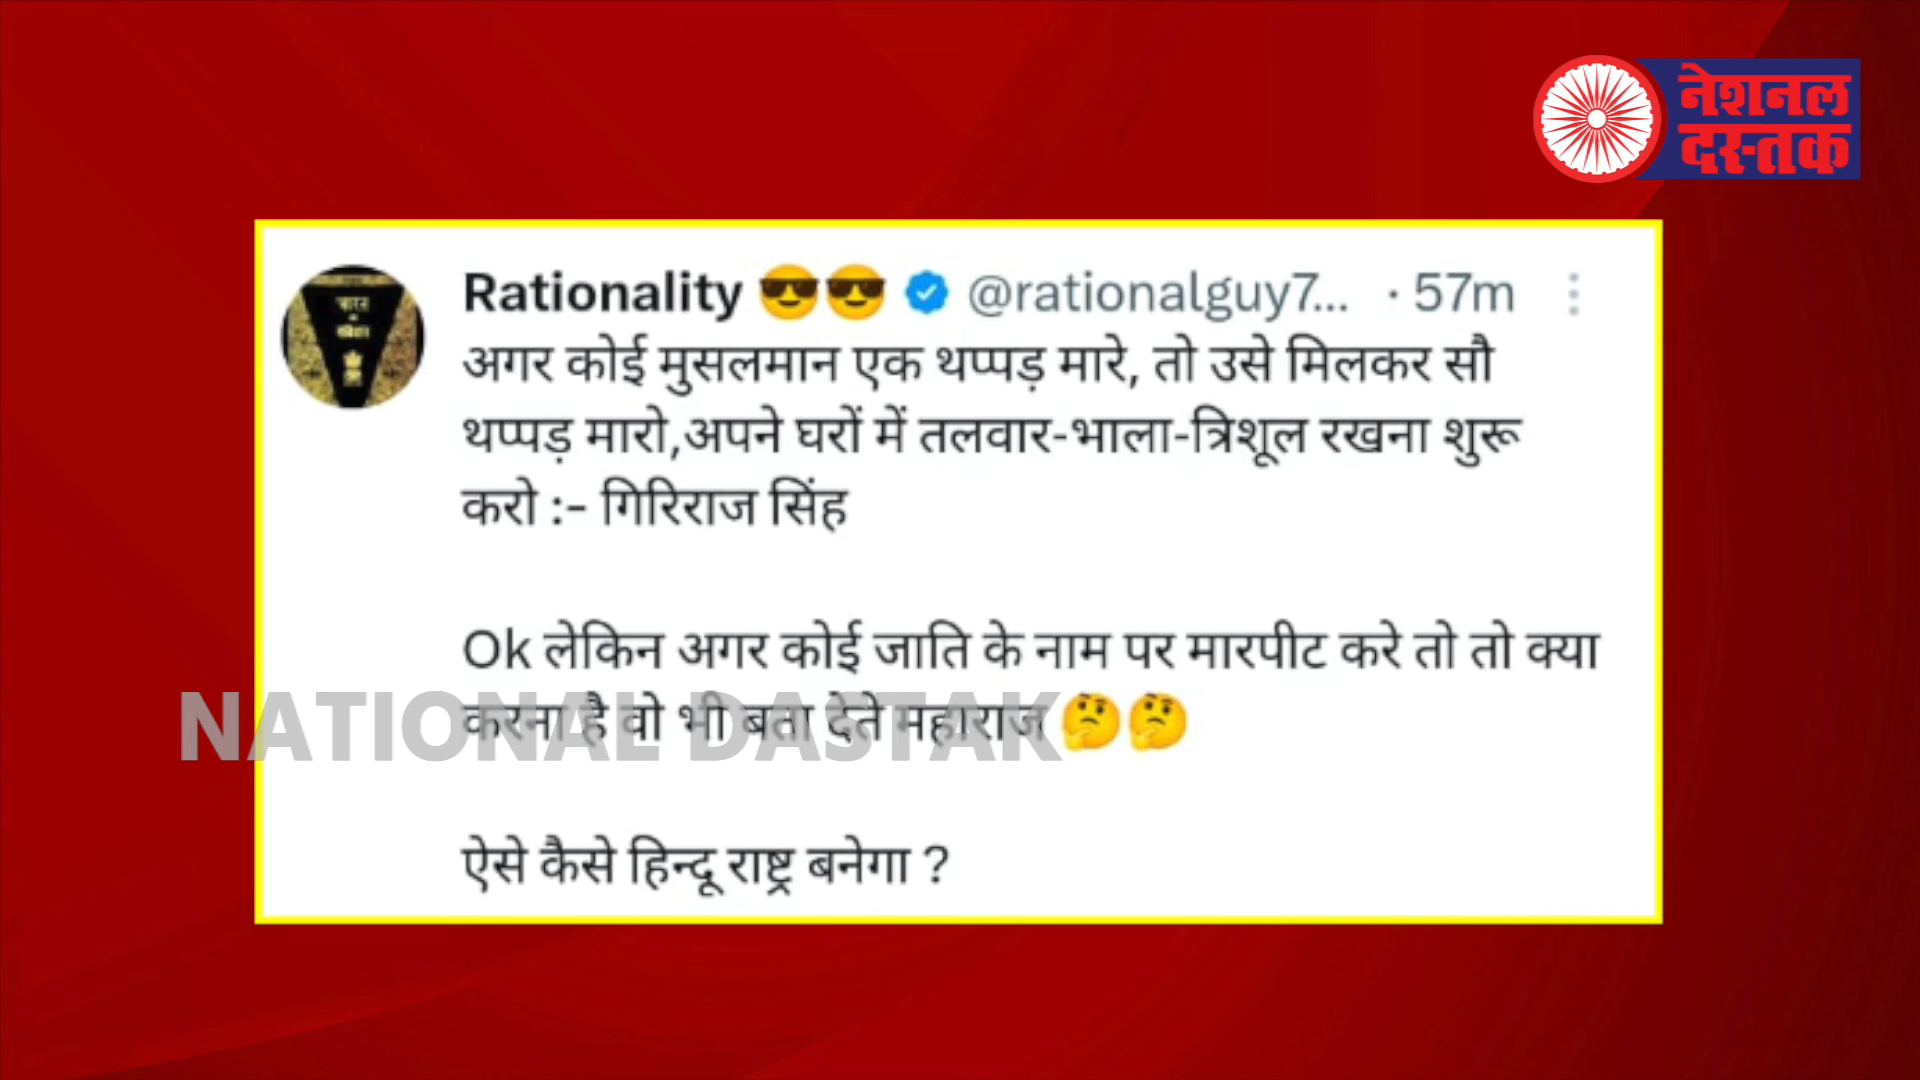 नेशनल
दस्तक
Rationality 😎😎 @rationalguy7... · 57m
अगर कोई मुसलमान एक थप्पड़ मारे, तो उसे मिलकर सौ
थप्पड़ मारो,अपने घरों में तलवार-भाला-त्रिशूल रखना शुरू
करो :- गिरिराज सिंह
Ok लेकिन अगर कोई जाति के नाम पर मारपीट करे तो तो क्या
करना है वो भी बता देते महाराज 🤔🤔
NATIONAL DASTAK
ऐसे कैसे हिन्दू राष्ट्र बनेगा ?